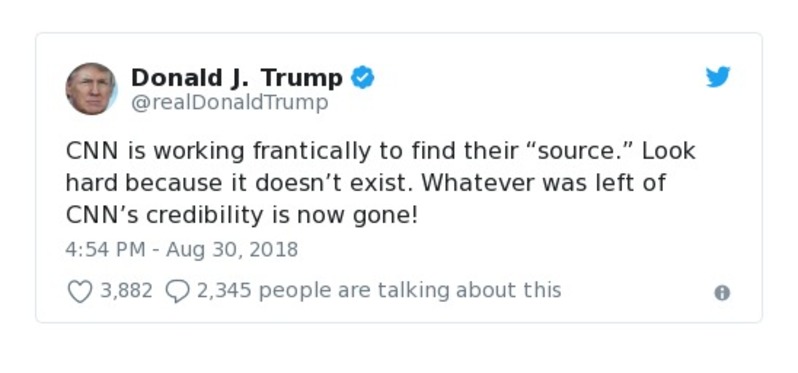 Donald J. Trump
@realDonaldTrump
CNN is working frantically to find their “source.” Look
hard because it doesn’t exist. Whatever was left of
CNN’s credibility is now gone!
4:54 PM - Aug 30, 2018
3,882 2,345 people are talking about this